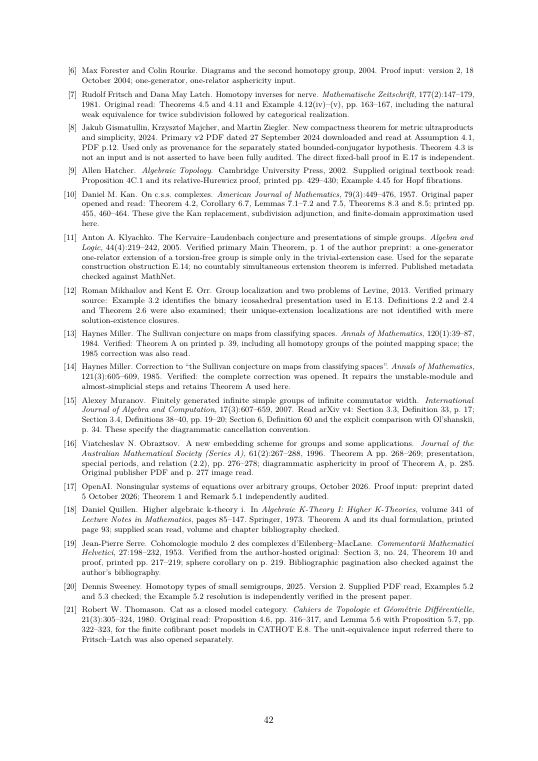 [6] Max Forester and Colin Rourke. Diagrams and the second homotopy group, 2004. Proof input: version 2, 18
October 2004; one-generator, one-relator asphericity input.
[7] Rudolf Fritsch and Dana May Latch. Homotopy inverses for nerve. Mathematische Zeitschrift, 177(2):147–179,
1981. Original read: Theorems 4.5 and 4.11 and Example 4.12(iv)–(v), pp. 163–167, including the natural
weak equivalence for twice subdivision followed by categorical realization.
[8] Jakub Gismatullin, Krzysztof Majcher, and Martin Ziegler. New compactness theorem for metric ultraproducts
and simplicity, 2024. Primary v2 PDF dated 27 September 2024 downloaded and read at Assumption 4.1,
PDF p.12. Used only as provenance for the separately stated bounded-conjugacy hypothesis. Theorem 4.3 is
not an input and is not asserted to have been fully audited. The direct fixed-ball proof in E.17 is independent.
[9] Allen Hatcher. Algebraic Topology. Cambridge University Press, 2002. Supplied original textbook read:
Proposition 4C.1 and its relative-Hurewicz proof, printed pp. 429–430; Example 4.45 for Hopf fibrations.
[10] Daniel M. Kan. On c.s.s. complexes. American Journal of Mathematics, 79(3):449–476, 1957. Original paper
opened and read: Theorem 4.2, Corollary 6.7, Lemmas 7.1–7.2 and 7.5, Theorems 8.3 and 8.5; printed pp.
455, 460–464. These give the Kan replacement, subdivision adjunction, and finite-domain approximation used
here.
[11] Anton A. Klyachko. The Kervaire–Laudenbach conjecture and presentations of simple groups. Algebra and
Logic, 44(4):219–242, 2005. Verified primary Main Theorem, p. 1 of the author preprint: a one-generator
one-relator extension of a torsion-free group is simple only in the trivial-extension case. Used for the separate
construction obstruction E.14; no countably simultaneous extension theorem is inferred. Published metadata
checked against MathNet.
[12] Roman Mikhailov and Kent E. Orr. Group localization and two problems of Levine, 2013. Verified primary
source: Example 3.2 identifies the binary icosahedral presentation used in E.13. Definitions 2.2 and 2.4
and Theorem 2.6 were also examined; their unique-extension localizations are not identified with mere
solution-existence closures.
[13] Haynes Miller. The Sullivan conjecture on maps from classifying spaces. Annals of Mathematics, 120(1):39–87,
1984. Verified: Theorem A on printed p. 39, including all homotopy groups of the pointed mapping space; the
1985 correction was also read.
[14] Haynes Miller. Correction to “the Sullivan conjecture on maps from classifying spaces”. Annals of Mathematics,
121(3):605–609, 1985. Verified: the complete correction was opened. It repairs the unstable-module and
almost-simplicial steps and retains Theorem A used here.
[15] Alexey Muranov. Finitely generated infinite simple groups of infinite commutator width. International
Journal of Algebra and Computation, 17(3):607–659, 2007. Read arXiv v4: Section 3.3, Definition 33, p. 17;
Section 3.4, Definitions 38–40, pp. 19–20; Section 6, Definition 60 and the explicit comparison with Ol’shanskii,
p. 34. These specify the diagrammatic cancellation convention.
[16] Viatcheslav N. Obraztsov. A new embedding scheme for groups and some applications. Journal of the
Australian Mathematical Society (Series A), 61(2):267–288, 1996. Theorem A pp. 268–269; presentation,
special periods, and relation (2.2), pp. 276–278; diagrammatic asphericity in proof of Theorem A, p. 285.
Original publisher PDF and p. 277 image read.
[17] OpenAI. Nonsingular systems of equations over arbitrary groups, October 2026. Proof input: preprint dated
5 October 2026; Theorem 1 and Remark 5.1 independently audited.
[18] Daniel Quillen. Higher algebraic k-theory i. In Algebraic K-Theory I: Higher K-Theories, volume 341 of
Lecture Notes in Mathematics, pages 85–147. Springer, 1973. Theorem A and its dual formulation, printed
page 93; supplied scan read, volume and chapter bibliography checked.
[19] Jean-Pierre Serre. Cohomologie modulo 2 des complexes d’Eilenberg–MacLane. Commentarii Mathematici
Helvetici, 27:198–232, 1953. Verified from the author-hosted original: Section 3, no. 24, Theorem 10 and
proof, printed pp. 217–219; sphere corollary on p. 219. Bibliographic pagination also checked against the
author’s bibliography.
[20] Dennis Sweeney. Homotopy types of small semigroups, 2025. Version 2. Supplied PDF read, Examples 5.2
and 5.3 checked; the Example 5.2 resolution is independently verified in the present paper.
[21] Robert W. Thomason. Cat as a closed model category. Cahiers de Topologie et Géométrie Différentielle,
21(3):305–324, 1980. Original read: Proposition 4.6, pp. 316–317, and Lemma 5.6 with Proposition 5.7, pp.
322–323, for the finite cofibrant poset models in CATHOT E.8. The unit-equivalence input referred there to
Fritsch–Latch was also opened separately.
42